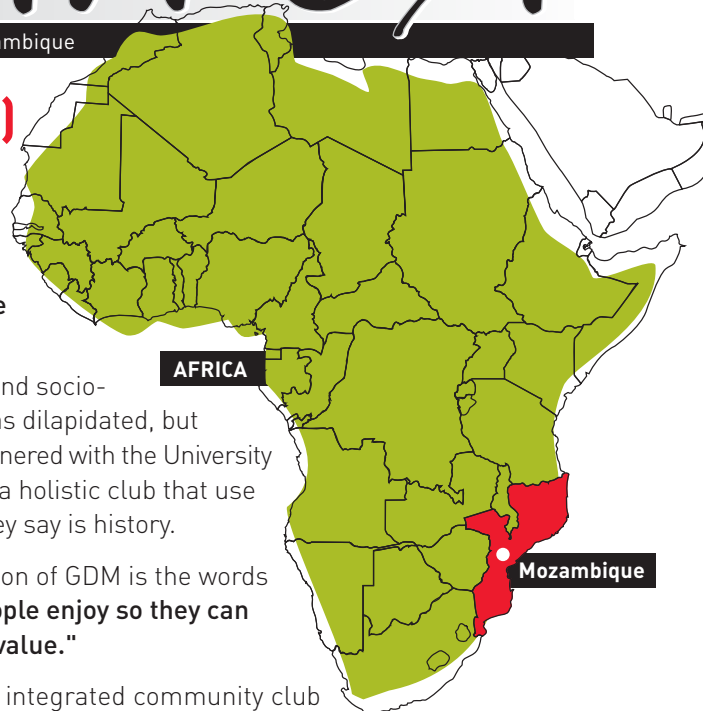 AFRICA
nd socio-
s dilapidated, but
nered with the University
a holistic club that use
ey say is history.
on of GDM is the words
ople enjoy so they can
value."
integrated community club
Mozambique